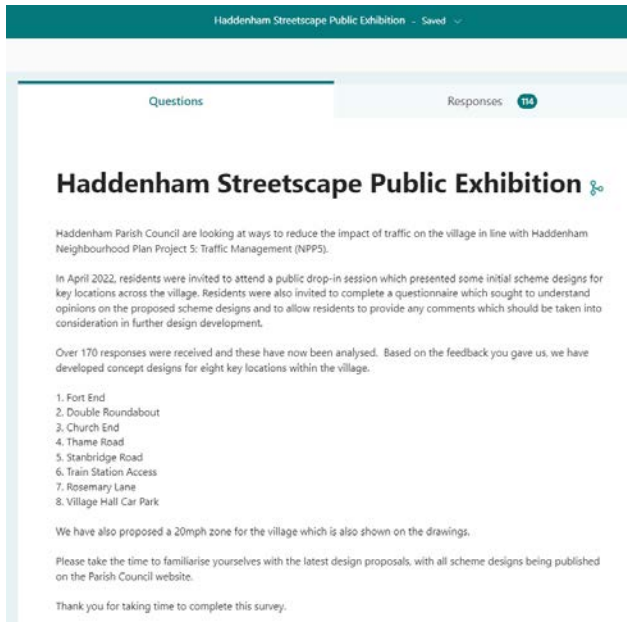 Haddenham Streetscape Public Exhibition - Saved
Questions
Responses 114
Haddenham Streetscape Public Exhibition
Haddenham Parish Council are looking at ways to reduce the impact of traffic on the village in line with Haddenham
Neighbourhood Plan Project 5: Traffic Management (NPP5).
In April 2022, residents were invited to attend a public drop-in session which presented some initial scheme designs for
key locations across the village. Residents were also invited to complete a questionnaire which sought to understand
opinions on the proposed scheme designs and to allow residents to provide any comments which should be taken into
consideration in further design development.
Over 170 responses were received and these have now been analysed. Based on the feedback you gave us, we have
developed concept designs for eight key locations within the village.
1. Fort End
2. Double Roundabout
3. Church End
4. Thame Road
5. Stanbridge Road
6. Train Station Access
7. Rosemary Lane
8. Village Hall Car Park
We have also proposed a 20mph zone for the village which is also shown on the drawings.
Please take the time to familiarise yourselves with the latest design proposals, with all scheme designs being published
on the Parish Council website.
Thank you for taking time to complete this survey.